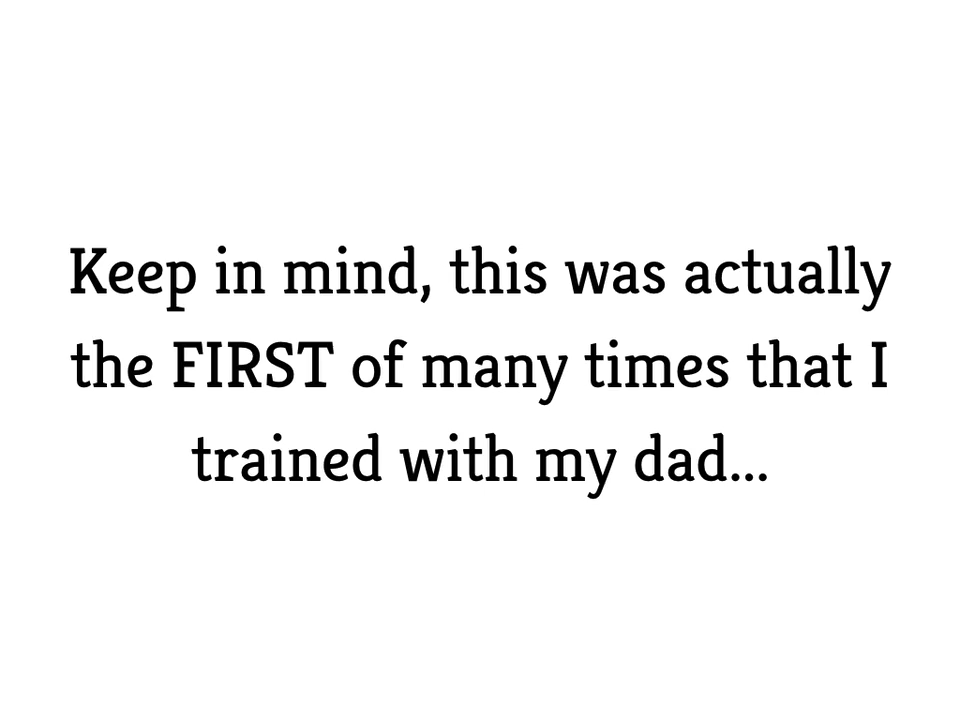 Keep in mind, this was actually
the FIRST of many times that I
trained with my dad...